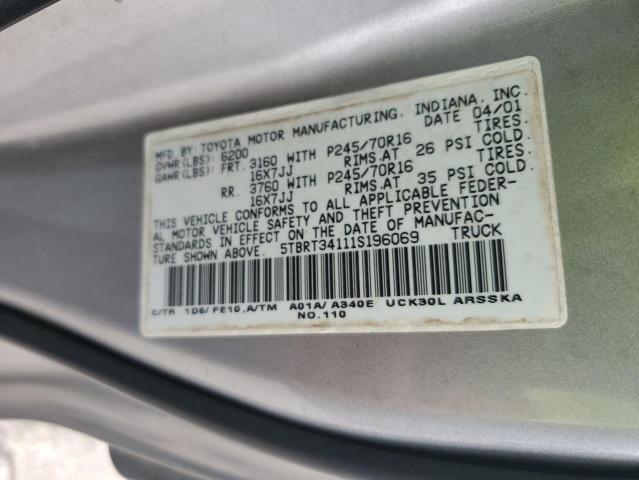 MFD.BY: TOYOTA MOTOR MANUFACTURING, INDIANA, INC.
GVWR(LBS): 6200 DATE 04/01
GAWR(LBS): FRT. 3160 WITH P245/70R16 TIRES.
16X7JJ RIMS.AT 26 PSI COLD.
RR. 3760 WITH P245/70R16 TIRES.
16X7JJ RIMS.AT 35 PSI COLD.
THIS VEHICLE CONFORMS TO ALL APPLICABLE FEDER-
AL MOTOR VEHICLE SAFETY AND THEFT PREVENTION
STANDARDS IN EFFECT ON THE DATE OF MANUFAC-
TURE SHOWN ABOVE. 5TBRT34111S196069 TRUCK
C/TR 1D6/FE10,A/TM A01A/A340E UCK30L ARSSKA
NO.110